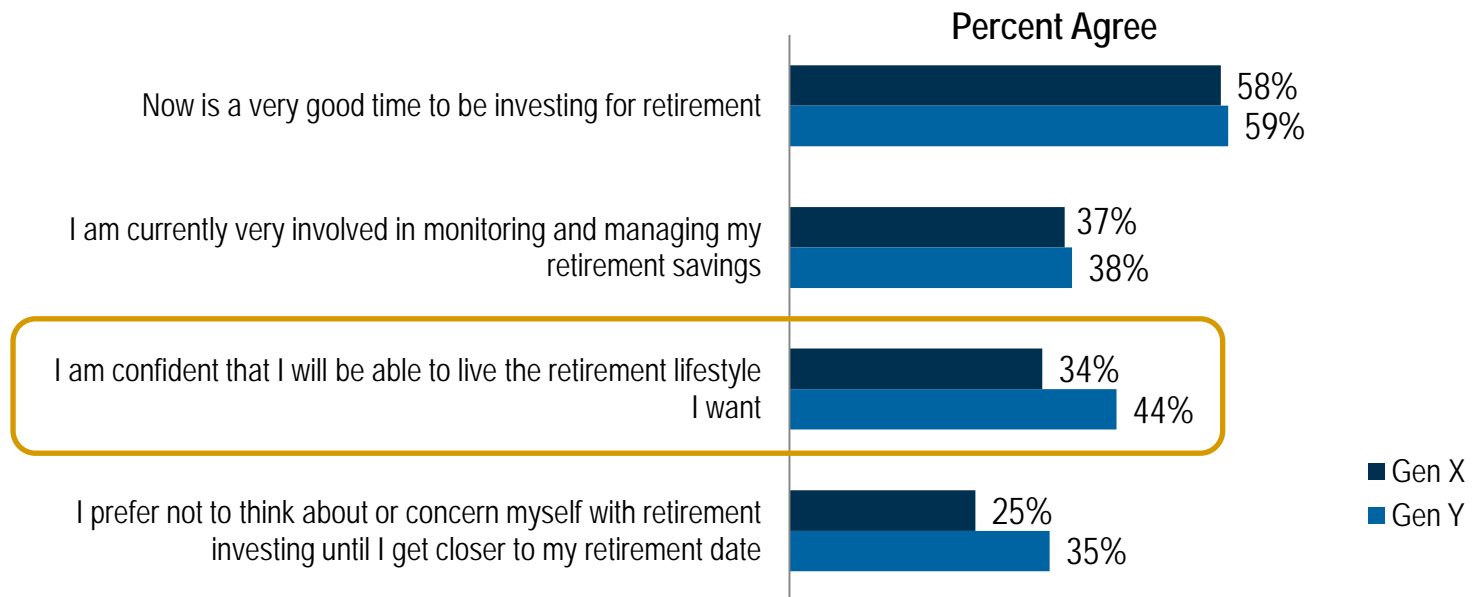 Percent Agree
Now is a very good time to be investing for retirement
58%
59%
I am currently very involved in monitoring and managing my
retirement savings
37%
38%
I am confident that I will be able to live the retirement lifestyle
I want
34%
44%
I prefer not to think about or concern myself with retirement
investing until I get closer to my retirement date
25%
35%
Gen X
Gen Y